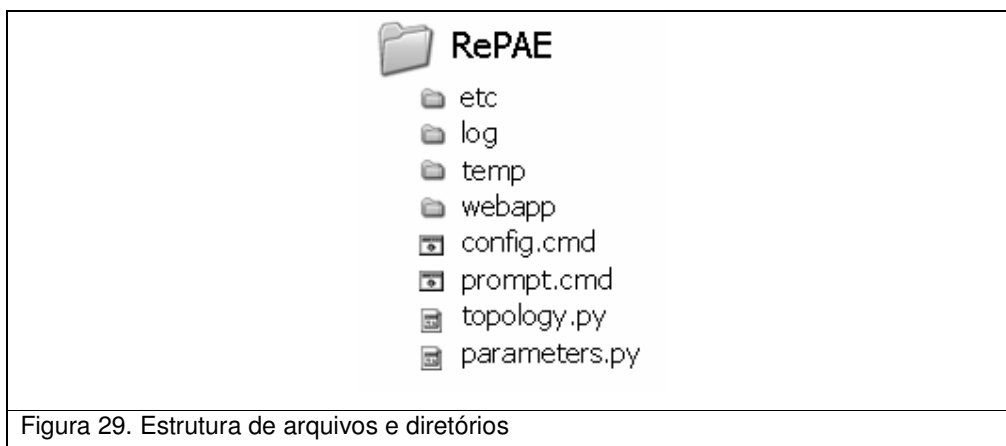 RePAE
etc
log
temp
webapp
config.cmd
prompt.cmd
topology.py
parameters.py
Figura 29. Estrutura de arquivos e diretórios